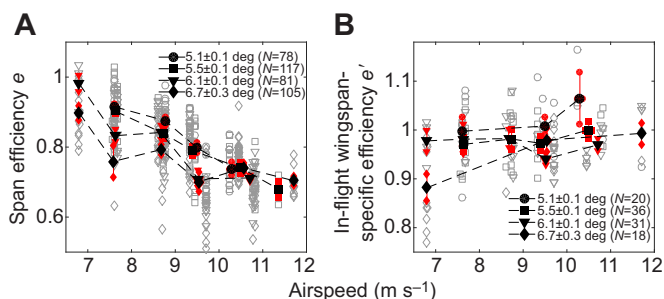 A
B
Span efficiency e
1
0.8
0.6
5.1±0.1 deg (N=78)
5.5±0.1 deg (N=117)
6.1±0.1 deg (N=81)
6.7±0.3 deg (N=105)
7 8 9 10 11 12
In-flight wingspan-
specific efficiency e′
1.1
1
0.9
0.8
5.1±0.1 deg (N=20)
5.5±0.1 deg (N=36)
6.1±0.1 deg (N=31)
6.7±0.3 deg (N=18)
7 8 9 10 11 12
Airspeed (m s–1)